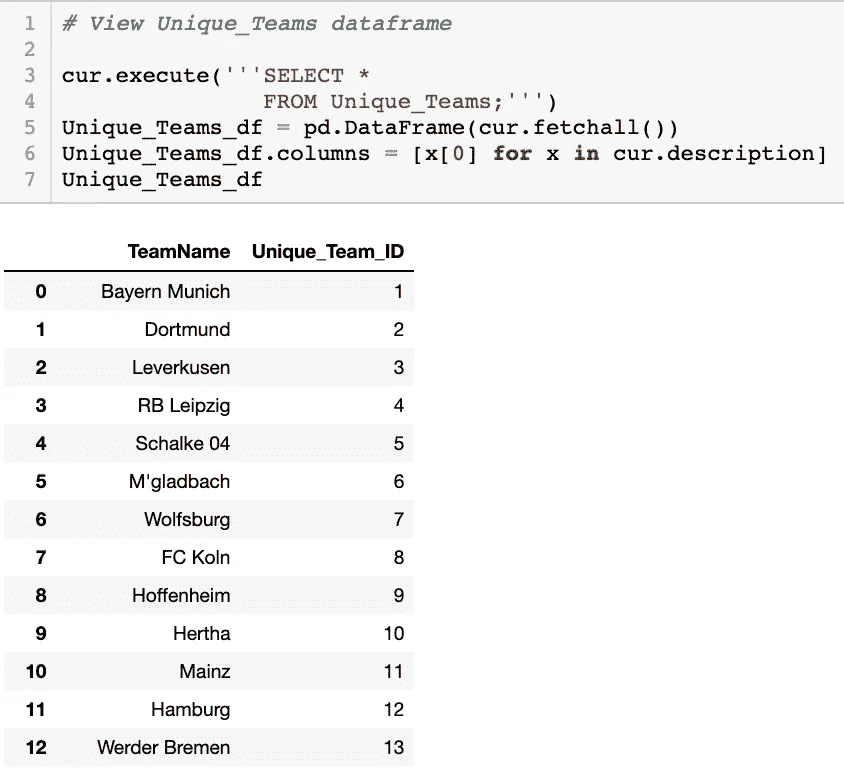 1 # View Unique_Teams dataframe
2
3 cur.execute('''SELECT *
4 FROM Unique_Teams;''')
5 Unique_Teams_df = pd.DataFrame(cur.fetchall())
6 Unique_Teams_df.columns = [x[0] for x in cur.description]
7 Unique_Teams_df
TeamName Unique_Team_ID
0 Bayern Munich 1
1 Dortmund 2
2 Leverkusen 3
3 RB Leipzig 4
4 Schalke 04 5
5 M'gladbach 6
6 Wolfsburg 7
7 FC Koln 8
8 Hoffenheim 9
9 Hertha 10
10 Mainz 11
11 Hamburg 12
12 Werder Bremen 13